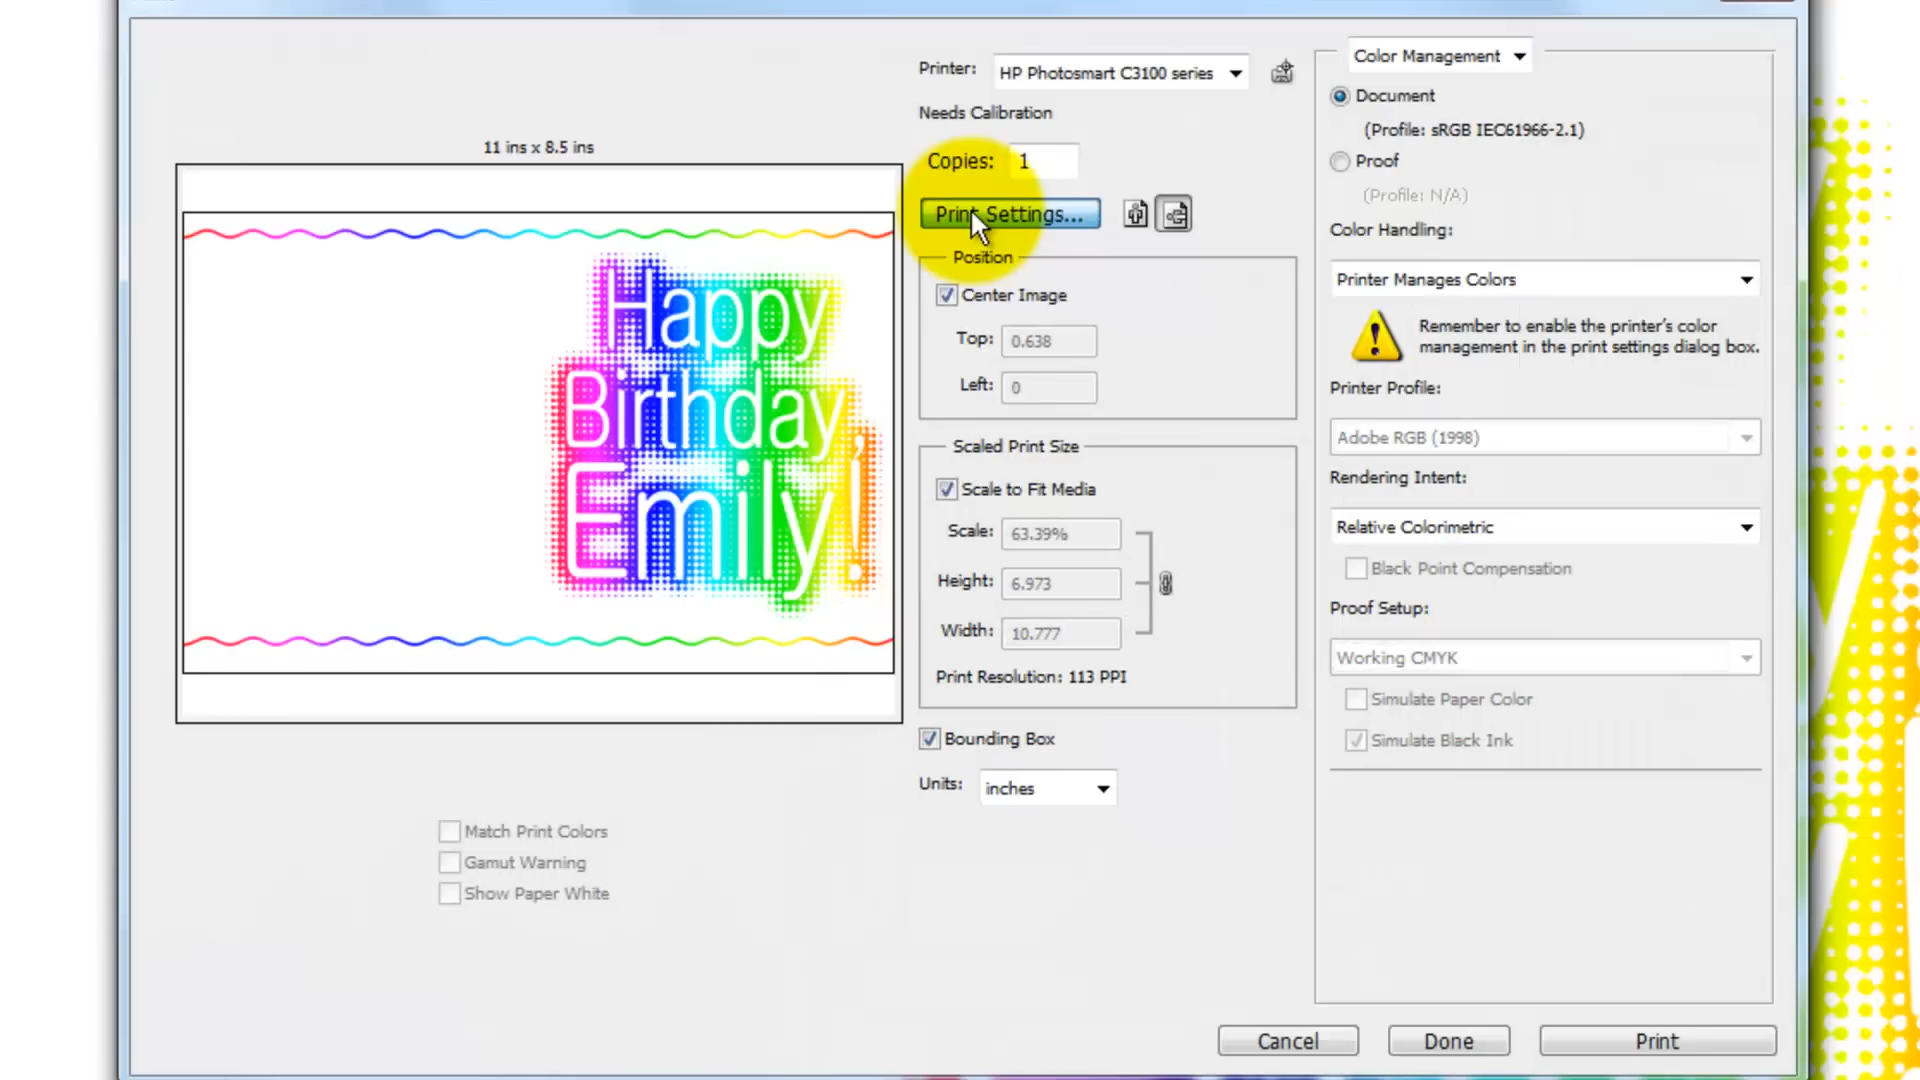 11 ins x 8.5 ins
Happy
Birthday,
Emily!
Match Print Colors
Gamut Warning
Show Paper White
Printer: HP Photosmart C3100 series
Needs Calibration
Copies: 1
Print Settings...
Position
Center Image
Top: 0.638
Left: 0
Scaled Print Size
Scale to Fit Media
Scale: 63.39%
Height: 6.973
Width: 10.777
Print Resolution: 113 PPI
Bounding Box
Units: inches
Color Management
Document
(Profile: sRGB IEC61966-2.1)
Proof
(Profile: N/A)
Color Handling:
Printer Manages Colors
Remember to enable the printer's color
management in the print settings dialog box.
Printer Profile:
Adobe RGB (1998)
Rendering Intent:
Relative Colorimetric
Black Point Compensation
Proof Setup:
Working CMYK
Simulate Paper Color
Simulate Black Ink
Cancel
Done
Print